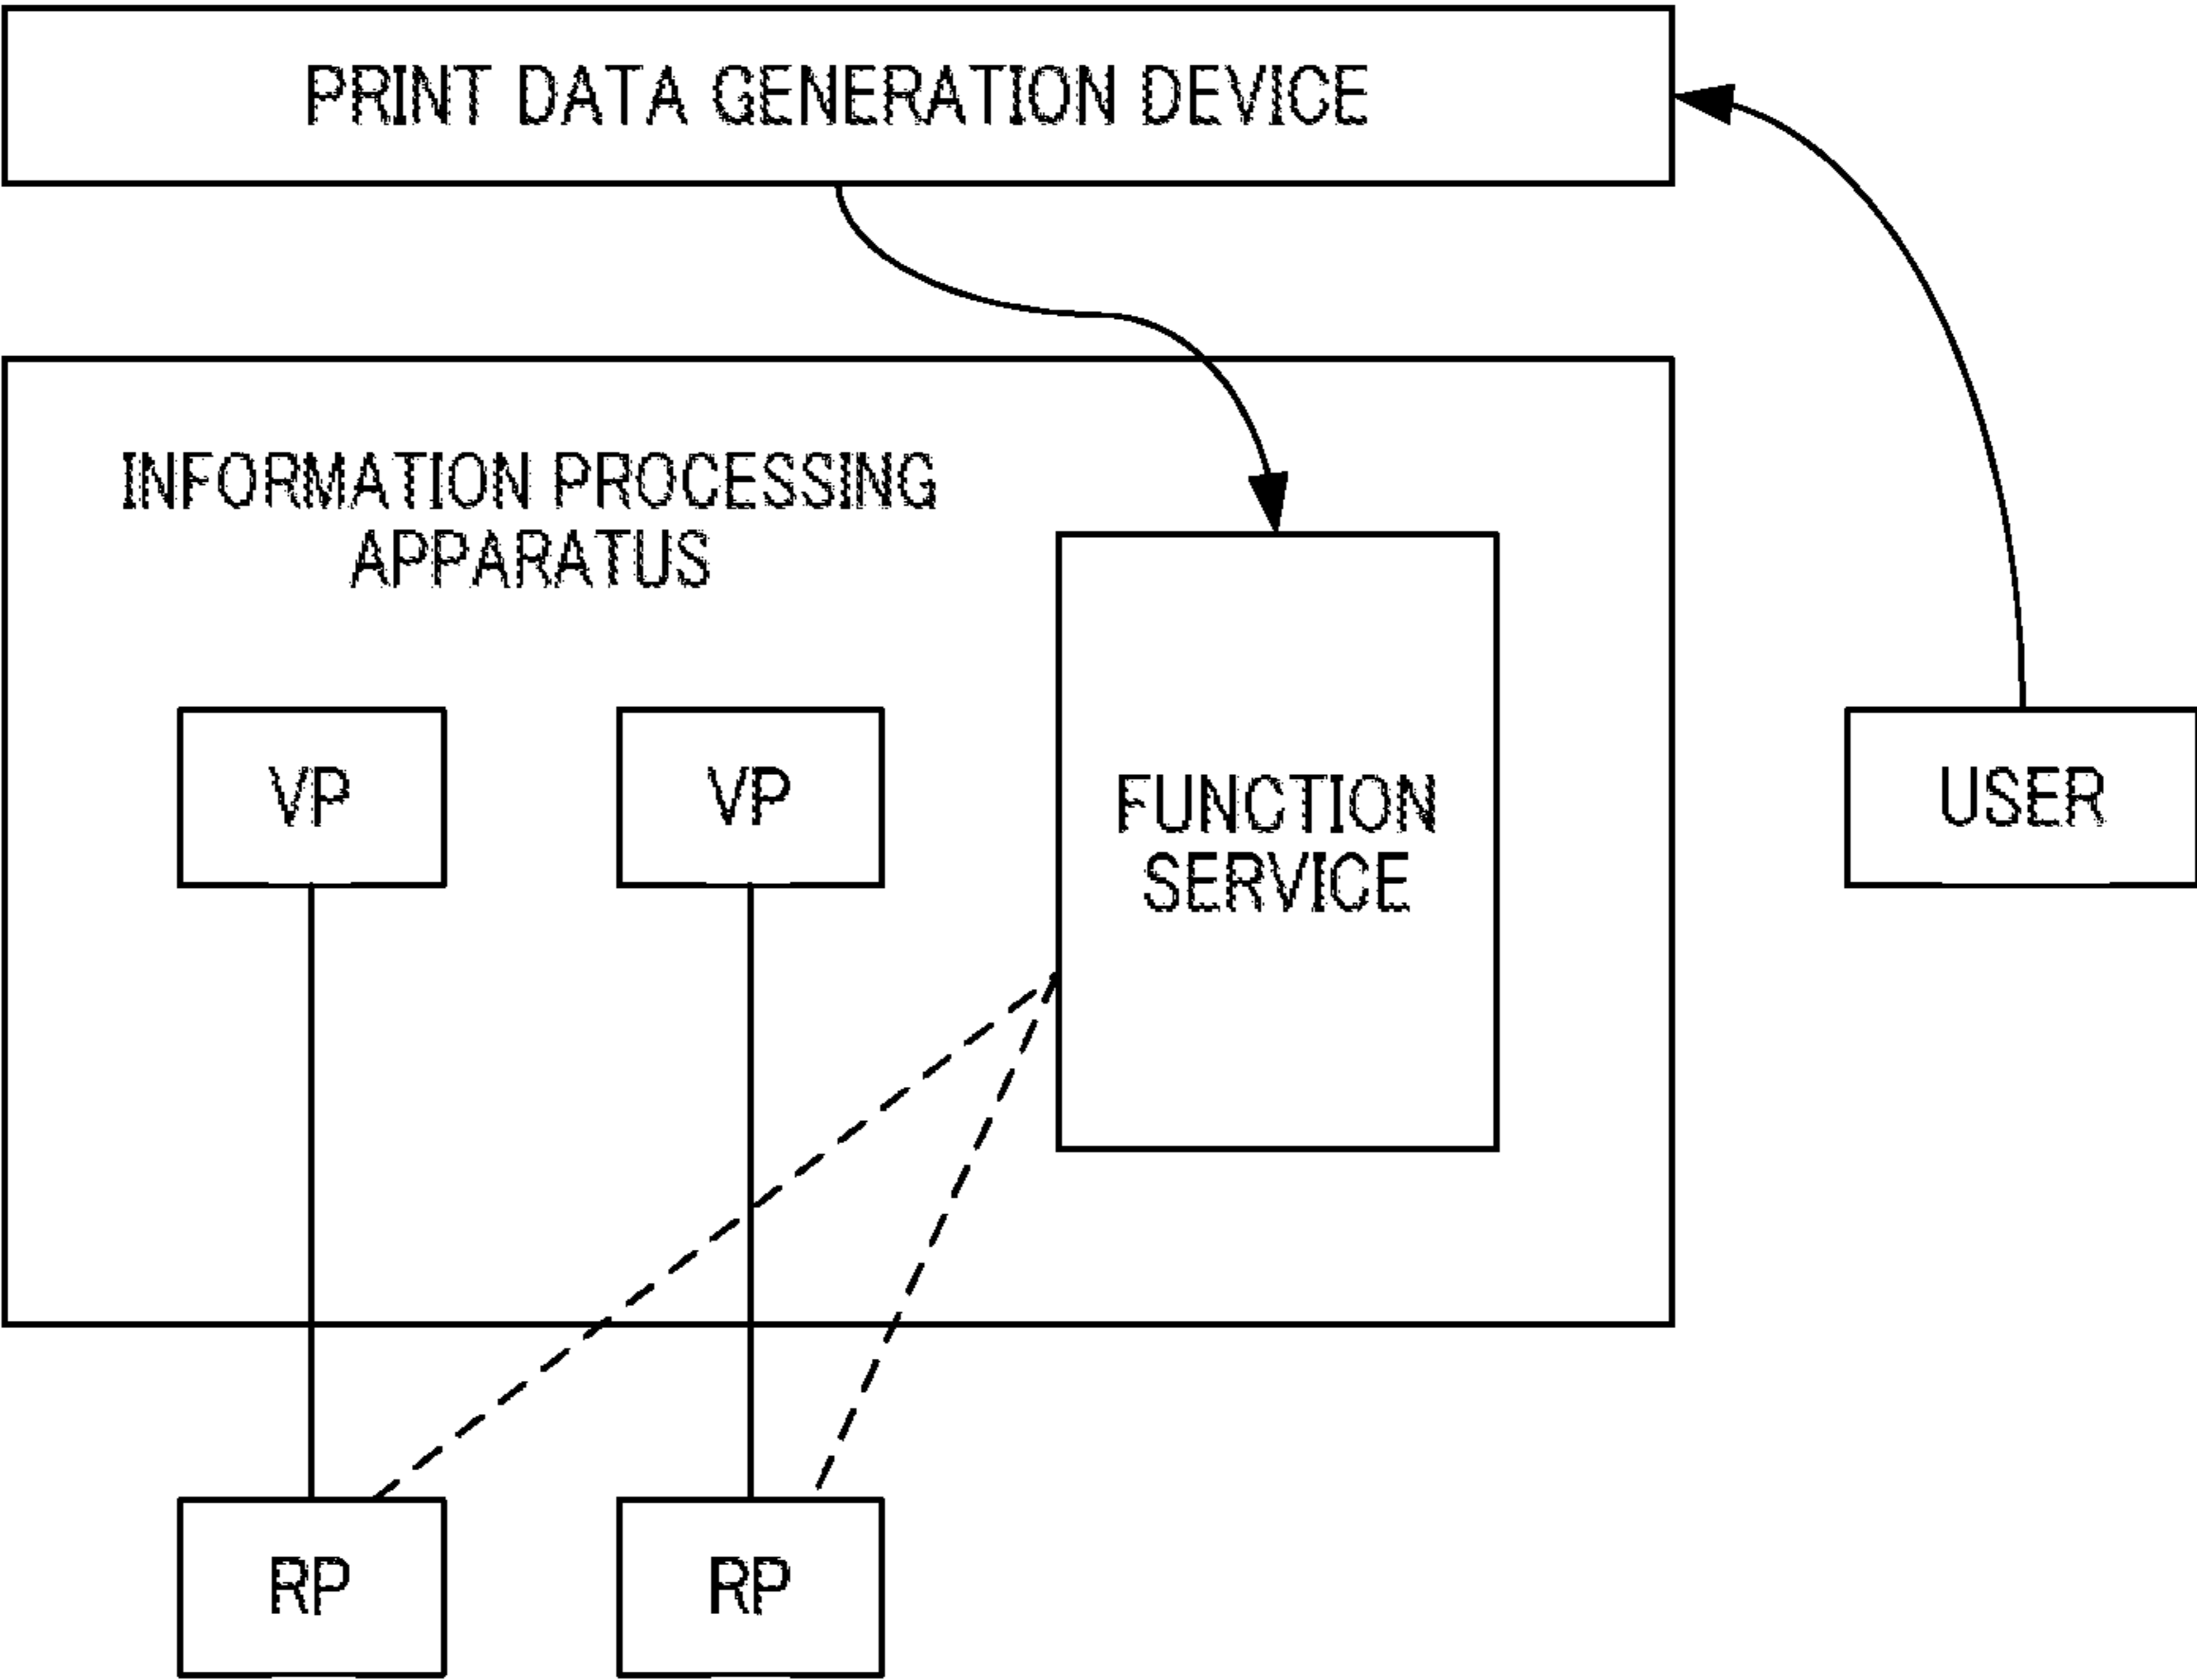 PRINT DATA GENERATION DEVICE
INFORMATION PROCESSING
APPARATUS
VP
VP
FUNCTION
SERVICE
USER
RP
RP